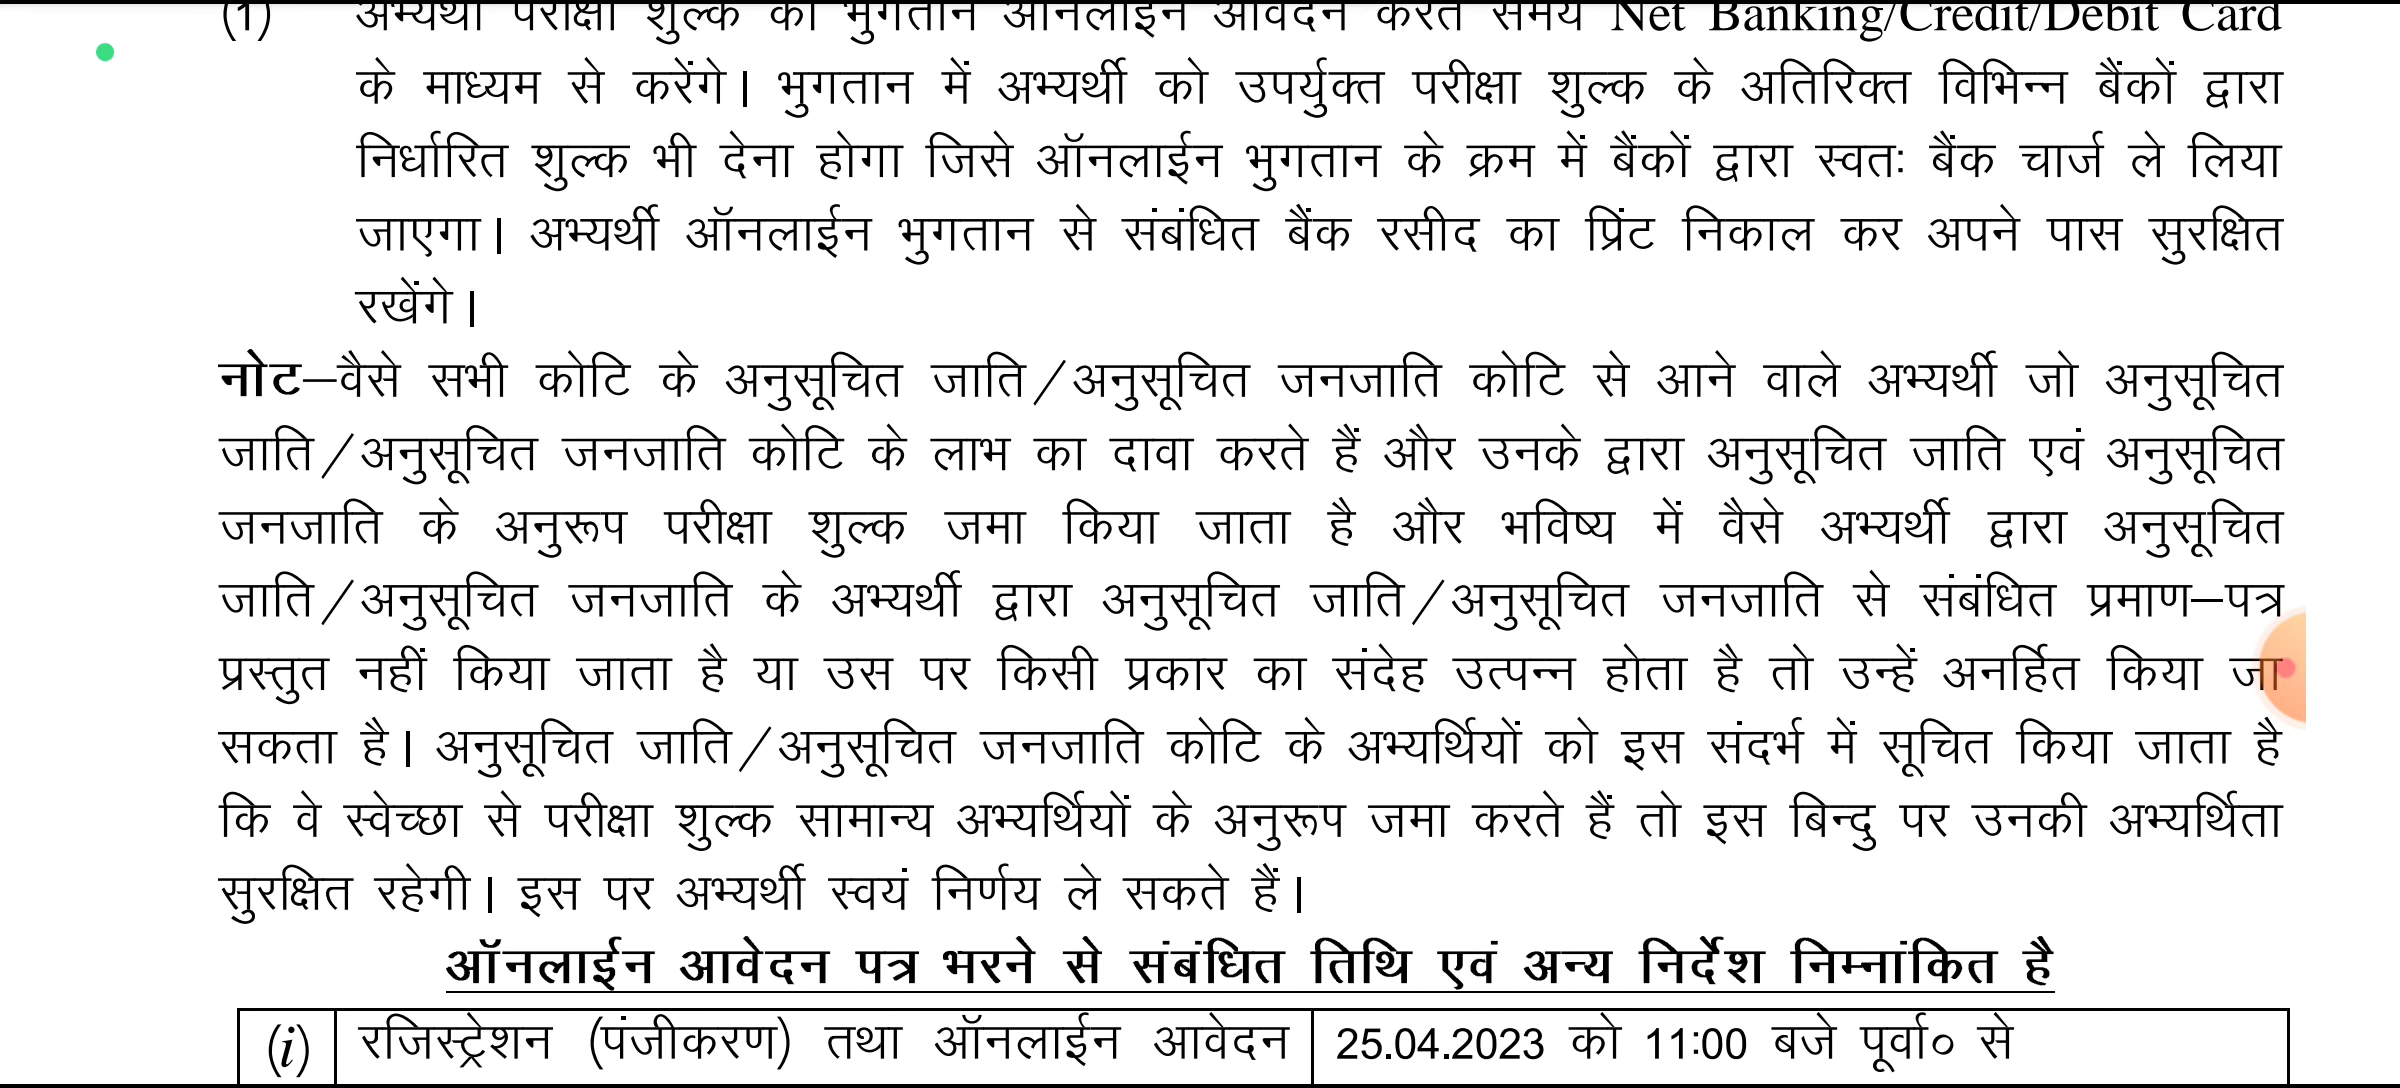 (1) अभ्यर्थी परीक्षा शुल्क का भुगतान ऑनलाईन आवेदन करते समय Net Banking/Credit/Debit Card
के माध्यम से करेंगे। भुगतान में अभ्यर्थी को उपर्युक्त परीक्षा शुल्क के अतिरिक्त विभिन्न बैंकों द्वारा
निर्धारित शुल्क भी देना होगा जिसे ऑनलाईन भुगतान के क्रम में बैंकों द्वारा स्वतः बैंक चार्ज ले लिया
जाएगा। अभ्यर्थी ऑनलाईन भुगतान से संबंधित बैंक रसीद का प्रिंट निकाल कर अपने पास सुरक्षित
रखेंगे।
नोट–वैसे सभी कोटि के अनुसूचित जाति/अनुसूचित जनजाति कोटि से आने वाले अभ्यर्थी जो अनुसूचित
जाति/अनुसूचित जनजाति कोटि के लाभ का दावा करते हैं और उनके द्वारा अनुसूचित जाति एवं अनुसूचित
जनजाति के अनुरूप परीक्षा शुल्क जमा किया जाता है और भविष्य में वैसे अभ्यर्थी द्वारा अनुसूचित
जाति/अनुसूचित जनजाति के अभ्यर्थी द्वारा अनुसूचित जाति/अनुसूचित जनजाति से संबंधित प्रमाण–पत्र
प्रस्तुत नहीं किया जाता है या उस पर किसी प्रकार का संदेह उत्पन्न होता है तो उन्हें अनर्हित किया जा
सकता है। अनुसूचित जाति/अनुसूचित जनजाति कोटि के अभ्यर्थियों को इस संदर्भ में सूचित किया जाता है
कि वे स्वेच्छा से परीक्षा शुल्क सामान्य अभ्यर्थियों के अनुरूप जमा करते हैं तो इस बिन्दु पर उनकी अभ्यर्थिता
सुरक्षित रहेगी। इस पर अभ्यर्थी स्वयं निर्णय ले सकते हैं।
ऑनलाईन आवेदन पत्र भरने से संबंधित तिथि एवं अन्य निर्देश निम्नांकित है
(i) रजिस्ट्रेशन (पंजीकरण) तथा ऑनलाईन आवेदन 25.04.2023 को 11:00 बजे पूर्वा० से